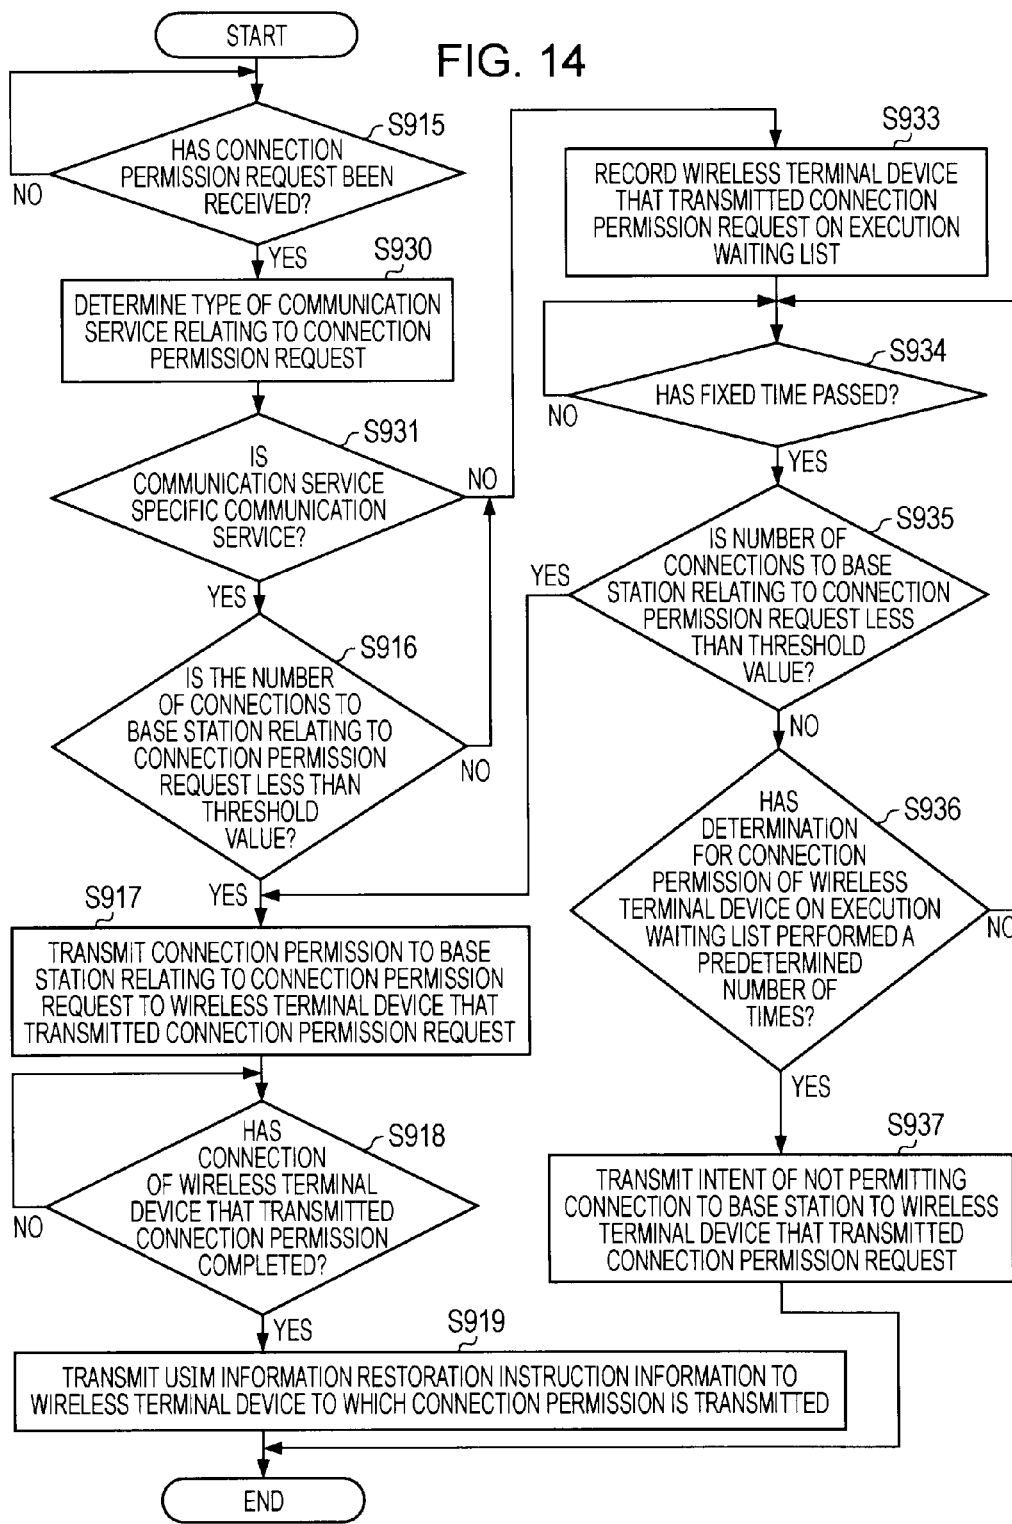 START
FIG. 14
S915
HAS CONNECTION
PERMISSION REQUEST BEEN
RECEIVED?
NO
YES
S930
DETERMINE TYPE OF COMMUNICATION
SERVICE RELATING TO CONNECTION
PERMISSION REQUEST
S931
IS
COMMUNICATION SERVICE
SPECIFIC COMMUNICATION
SERVICE?
NO
YES
S916
IS THE NUMBER
OF CONNECTIONS TO
BASE STATION RELATING TO
CONNECTION PERMISSION
REQUEST LESS THAN
THRESHOLD
VALUE?
NO
YES
S917
TRANSMIT CONNECTION PERMISSION TO BASE
STATION RELATING TO CONNECTION PERMISSION
REQUEST TO WIRELESS TERMINAL DEVICE THAT
TRANSMITTED CONNECTION PERMISSION REQUEST
S918
HAS
CONNECTION
OF WIRELESS TERMINAL
DEVICE THAT TRANSMITTED
CONNECTION PERMISSION
COMPLETED?
NO
YES
S919
TRANSMIT USIM INFORMATION RESTORATION INSTRUCTION INFORMATION TO
WIRELESS TERMINAL DEVICE TO WHICH CONNECTION PERMISSION IS TRANSMITTED
END
S933
RECORD WIRELESS TERMINAL DEVICE
THAT TRANSMITTED CONNECTION
PERMISSION REQUEST ON EXECUTION
WAITING LIST
S934
HAS FIXED TIME PASSED?
NO
YES
S935
IS NUMBER OF
CONNECTIONS TO BASE
STATION RELATING TO CONNECTION
PERMISSION REQUEST LESS
THAN THRESHOLD
VALUE?
YES
NO
S936
HAS
DETERMINATION
FOR CONNECTION
PERMISSION OF WIRELESS
TERMINAL DEVICE ON EXECUTION
WAITING LIST PERFORMED A
PREDETERMINED
NUMBER OF
TIMES?
NO
YES
S937
TRANSMIT INTENT OF NOT PERMITTING
CONNECTION TO BASE STATION TO WIRELESS
TERMINAL DEVICE THAT TRANSMITTED
CONNECTION PERMISSION REQUEST